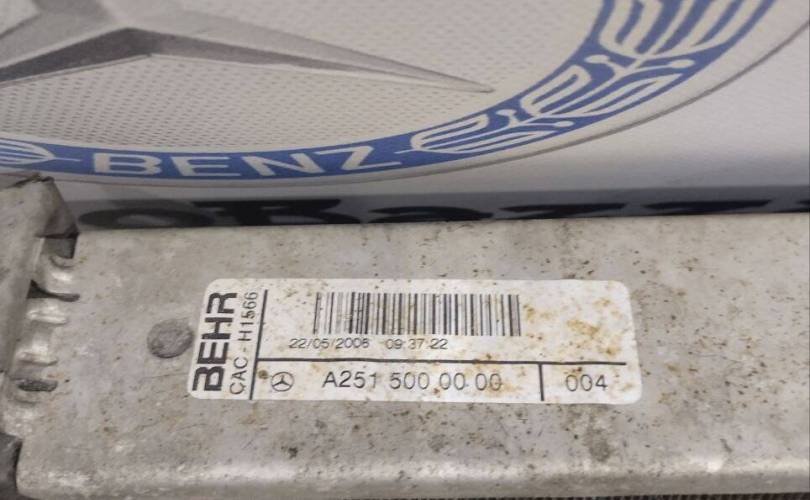 BENZ
BEHR
CAC - H1566
22/05/2006 09:37:22
A251 500 00 00
004